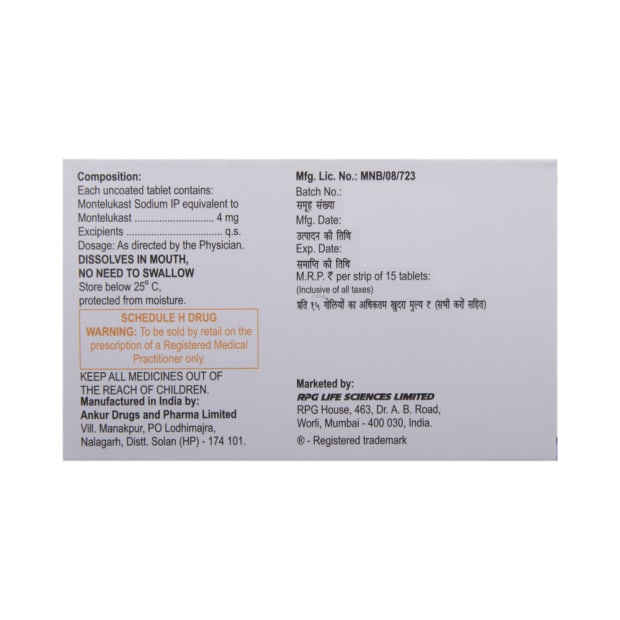 Composition:
Each uncoated tablet contains:
Montelukast Sodium IP equivalent to
Montelukast ............................ 4 mg
Excipients .................................. q.s.
Dosage: As directed by the Physician.
DISSOLVES IN MOUTH,
NO NEED TO SWALLOW
Store below 25° C,
protected from moisture.
SCHEDULE H DRUG
WARNING: To be sold by retail on the
prescription of a Registered Medical
Practitioner only.
KEEP ALL MEDICINES OUT OF
THE REACH OF CHILDREN.
Manufactured in India by:
Ankur Drugs and Pharma Limited
Vill. Manakpur, PO Lodhimajra,
Nalagarh, Distt. Solan (HP) - 174 101.
Mfg. Lic. No.: MNB/08/723
Batch No.:
समूह संख्या
Mfg. Date:
उत्पादन की तिथि
Exp. Date:
समाप्ति की तिथि
M.R.P. ₹ per strip of 15 tablets:
(Inclusive of all taxes)
प्रति १५ गोलियों का अधिकतम खुदरा मुल्य ₹ (सभी करों सहित)
Marketed by:
RPG LIFE SCIENCES LIMITED
RPG House, 463, Dr. A. B. Road,
Worli, Mumbai - 400 030, India.
® - Registered trademark